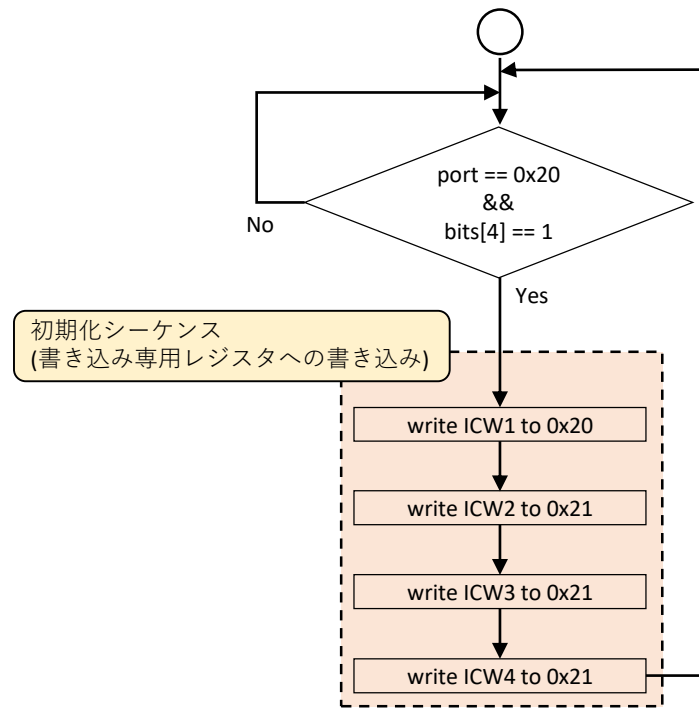 port == 0x20
&&
bits[4] == 1
No
Yes
初期化シーケンス
(書き込み専用レジスタへの書き込み)
write ICW1 to 0x20
write ICW2 to 0x21
write ICW3 to 0x21
write ICW4 to 0x21